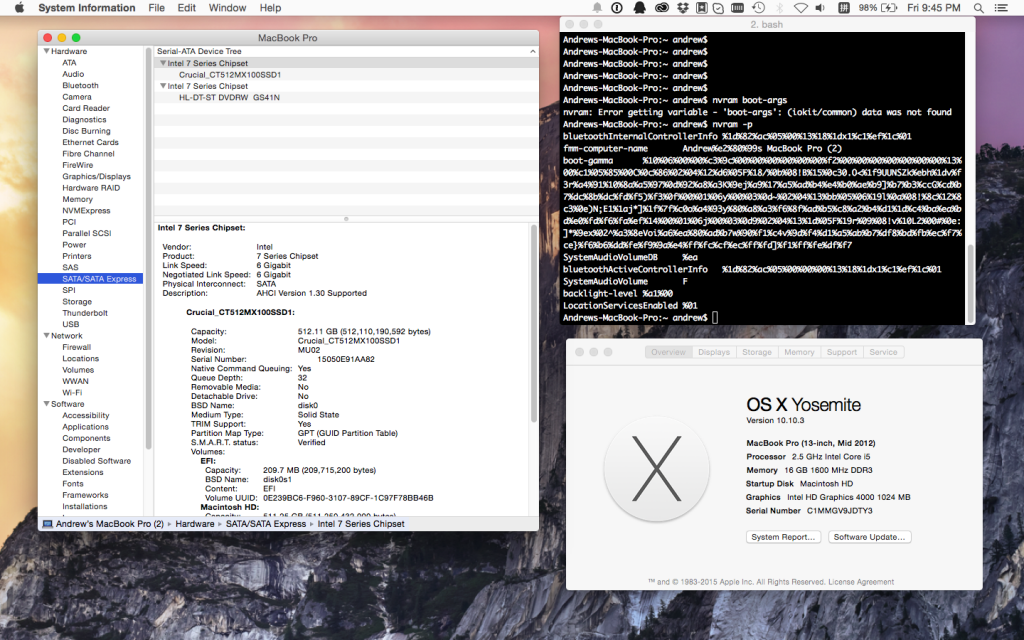 System Information File Edit Window Help
98% Fri 9:45 PM
MacBook Pro
Hardware
ATA
Audio
Bluetooth
Camera
Card Reader
Diagnostics
Disc Burning
Ethernet Cards
Fibre Channel
FireWire
Graphics/Displays
Hardware RAID
Memory
NVMExpress
PCI
Parallel SCSI
Power
Printers
SAS
SATA/SATA Express
SPI
Storage
Thunderbolt
USB
Network
Firewall
Locations
Volumes
WWAN
Wi-Fi
Software
Accessibility
Applications
Components
Developer
Disabled Software
Extensions
Fonts
Frameworks
Installations
Serial-ATA Device Tree
Intel 7 Series Chipset
Crucial_CT512MX100SSD1
Intel 7 Series Chipset
HL-DT-ST DVDRW GS41N
Intel 7 Series Chipset:
Vendor: Intel
Product: 7 Series Chipset
Link Speed: 6 Gigabit
Negotiated Link Speed: 6 Gigabit
Physical Interconnect: SATA
Description: AHCI Version 1.30 Supported
Crucial_CT512MX100SSD1:
Capacity: 512.11 GB (512,110,190,592 bytes)
Model: Crucial_CT512MX100SSD1
Revision: MU02
Serial Number: 15050E91AA82
Native Command Queuing: Yes
Queue Depth: 32
Removable Media: No
Detachable Drive: No
BSD Name: disk0
Medium Type: Solid State
TRIM Support: Yes
Partition Map Type: GPT (GUID Partition Table)
S.M.A.R.T. status: Verified
Volumes:
EFI:
Capacity: 209.7 MB (209,715,200 bytes)
BSD Name: disk0s1
Content: EFI
Volume UUID: 0E239BC6-F960-3107-89CF-1C97F78BB46B
Macintosh HD:
Andrew's MacBook Pro (2) ▸ Hardware ▸ SATA/SATA Express ▸ Intel 7 Series Chipset
2. bash
Andrews-MacBook-Pro:~ andrew$
Andrews-MacBook-Pro:~ andrew$
Andrews-MacBook-Pro:~ andrew$
Andrews-MacBook-Pro:~ andrew$
Andrews-MacBook-Pro:~ andrew$
Andrews-MacBook-Pro:~ andrew$ nvram boot-args
nvram: Error getting variable - 'boot-args': (iokit/common) data was not found
Andrews-MacBook-Pro:~ andrew$ nvram -p
bluetoothInternalControllerInfo %1d%82%ac%05%00%13%18%1dx1%c1%ef%1c%01
fmm-computer-name Andrew%e2%80%99s MacBook Pro (2)
boot-gamma
SystemAudioVolumeDB %ea
bluetoothActiveControllerInfo %1d%82%ac%05%00%00%00%13%18%1dx1%c1%ef%1c%01
SystemAudioVolume F
backlight-level %a1%00
LocationServicesEnabled %01
Andrews-MacBook-Pro:~ andrew$
Overview Displays Storage Memory Support Service
OS X Yosemite
Version 10.10.3
MacBook Pro (13-inch, Mid 2012)
Processor 2.5 GHz Intel Core i5
Memory 16 GB 1600 MHz DDR3
Startup Disk Macintosh HD
Graphics Intel HD Graphics 4000 1024 MB
Serial Number C1MMGV9JDTY3
System Report... Software Update...
™ and © 1983-2015 Apple Inc. All Rights Reserved. License Agreement